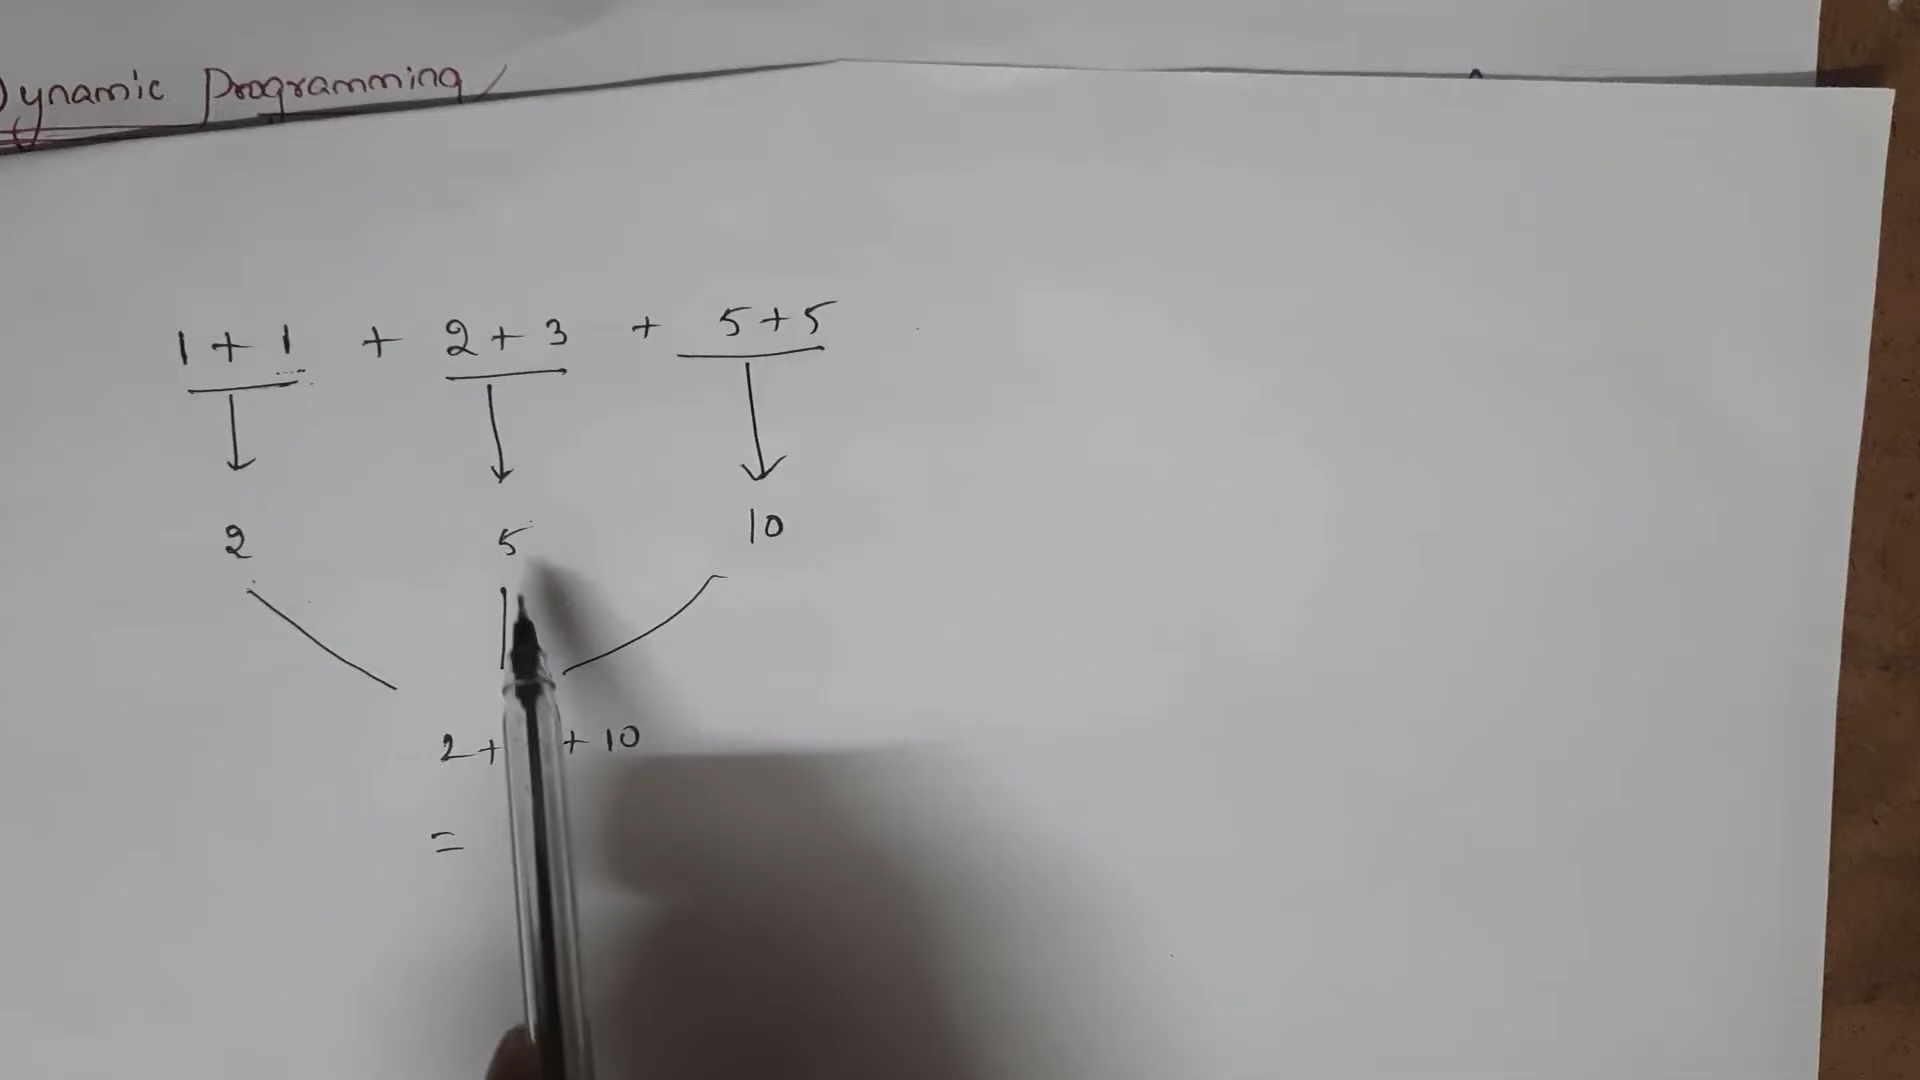 Dynamic Programming
1 + 1 + 2 + 3 + 5 + 5
2 5 10
2 + + 10
=